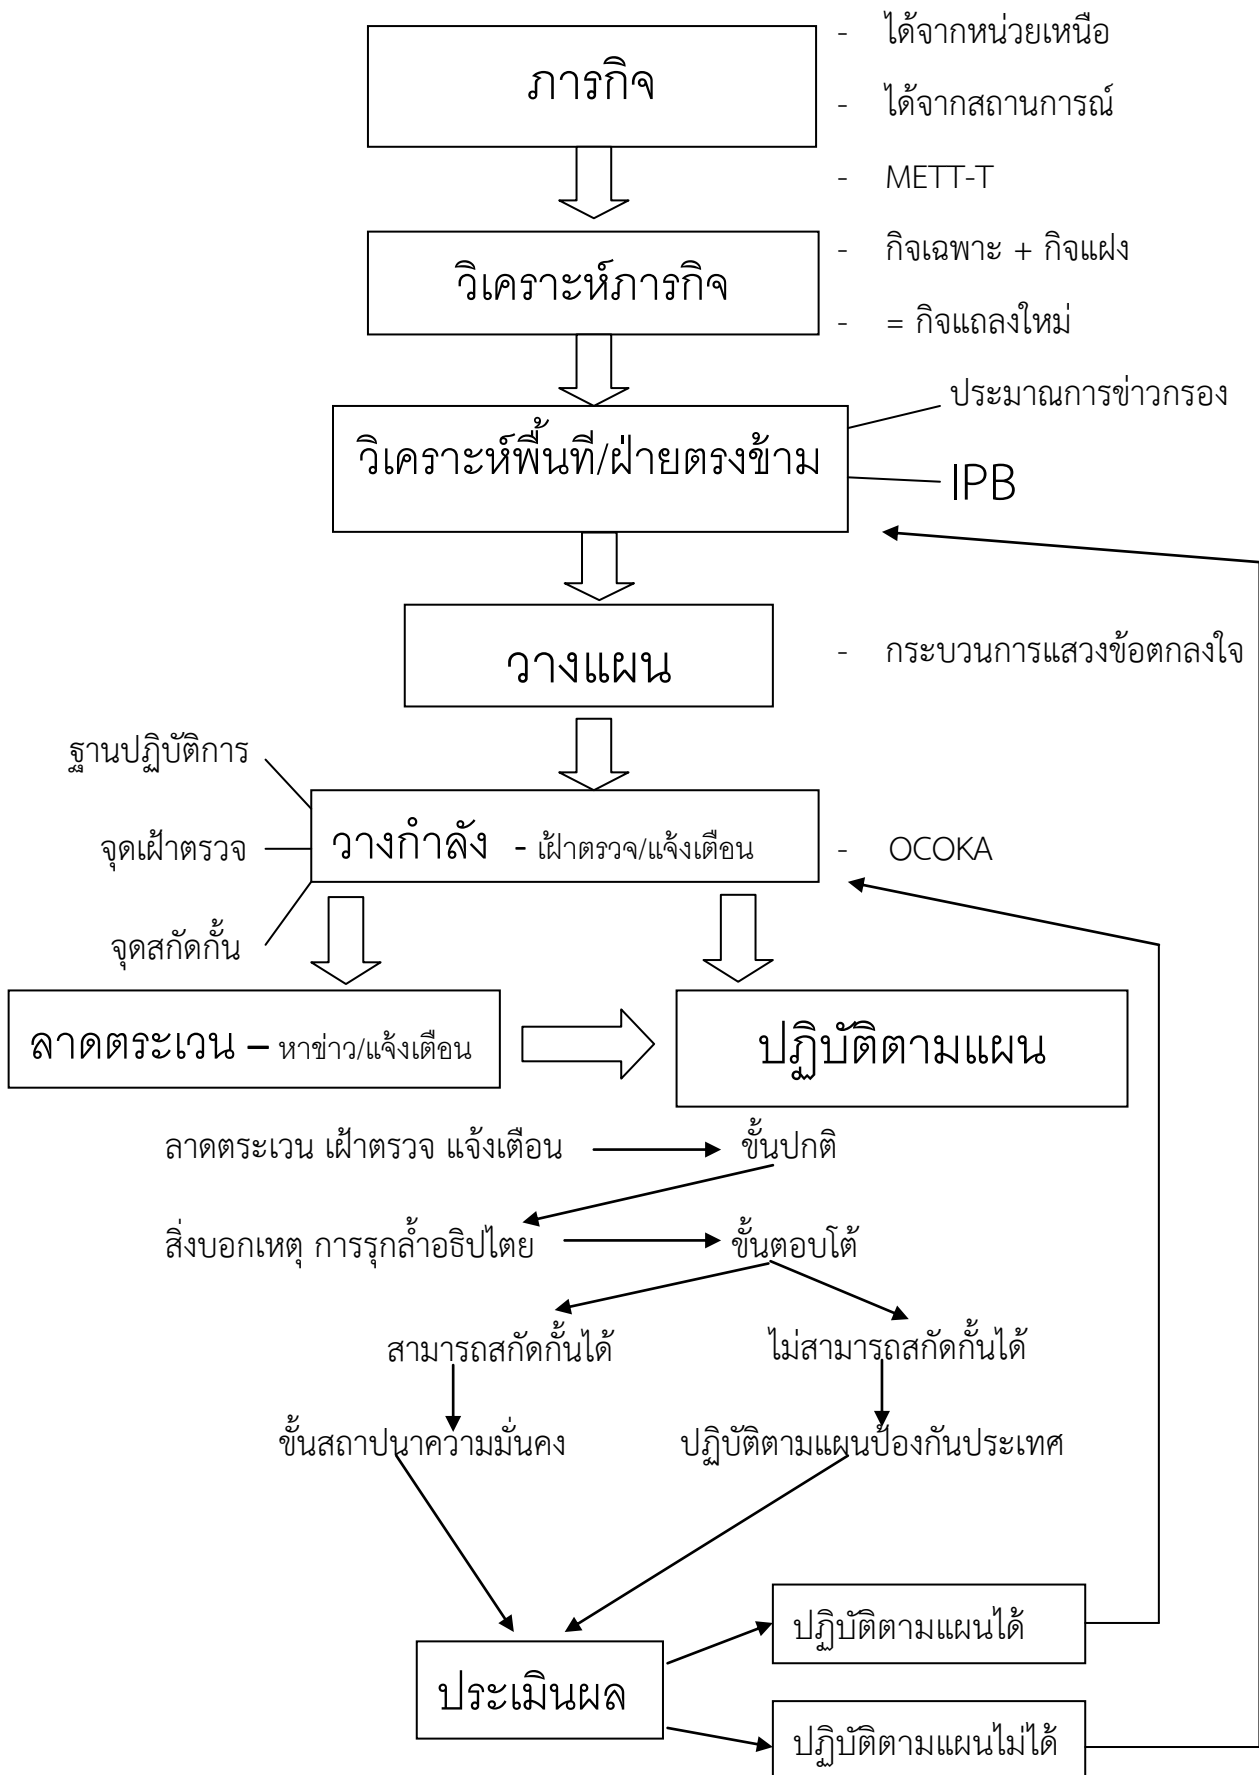 ภารกิจ
- ได้จากหน่วยเหนือ
- ได้จากสถานการณ์
- METT-T
วิเคราะห์ภารกิจ
- กิจเฉพาะ + กิจแฝง
- = กิจแถลงใหม่
ประมาณการข่าวกรอง
วิเคราะห์พื้นที่/ฝ่ายตรงข้าม
IPB
วางแผน
- กระบวนการแสวงข้อตกลงใจ
ฐานปฏิบัติการ
จุดเฝ้าตรวจ
วางกำลัง - เฝ้าตรวจ/แจ้งเตือน
- OCOKA
จุดสกัดกั้น
ลาดตระเวน – หาข่าว/แจ้งเตือน
ปฏิบัติตามแผน
ลาดตระเวน เฝ้าตรวจ แจ้งเตือน
ขั้นปกติ
สิ่งบอกเหตุ การรุกล้ำอธิปไตย
ขั้นตอบโต้
สามารถสกัดกั้นได้
ไม่สามารถสกัดกั้นได้
ขั้นสถาปนาความมั่นคง
ปฏิบัติตามแผนป้องกันประเทศ
ปฏิบัติตามแผนได้
ประเมินผล
ปฏิบัติตามแผนไม่ได้